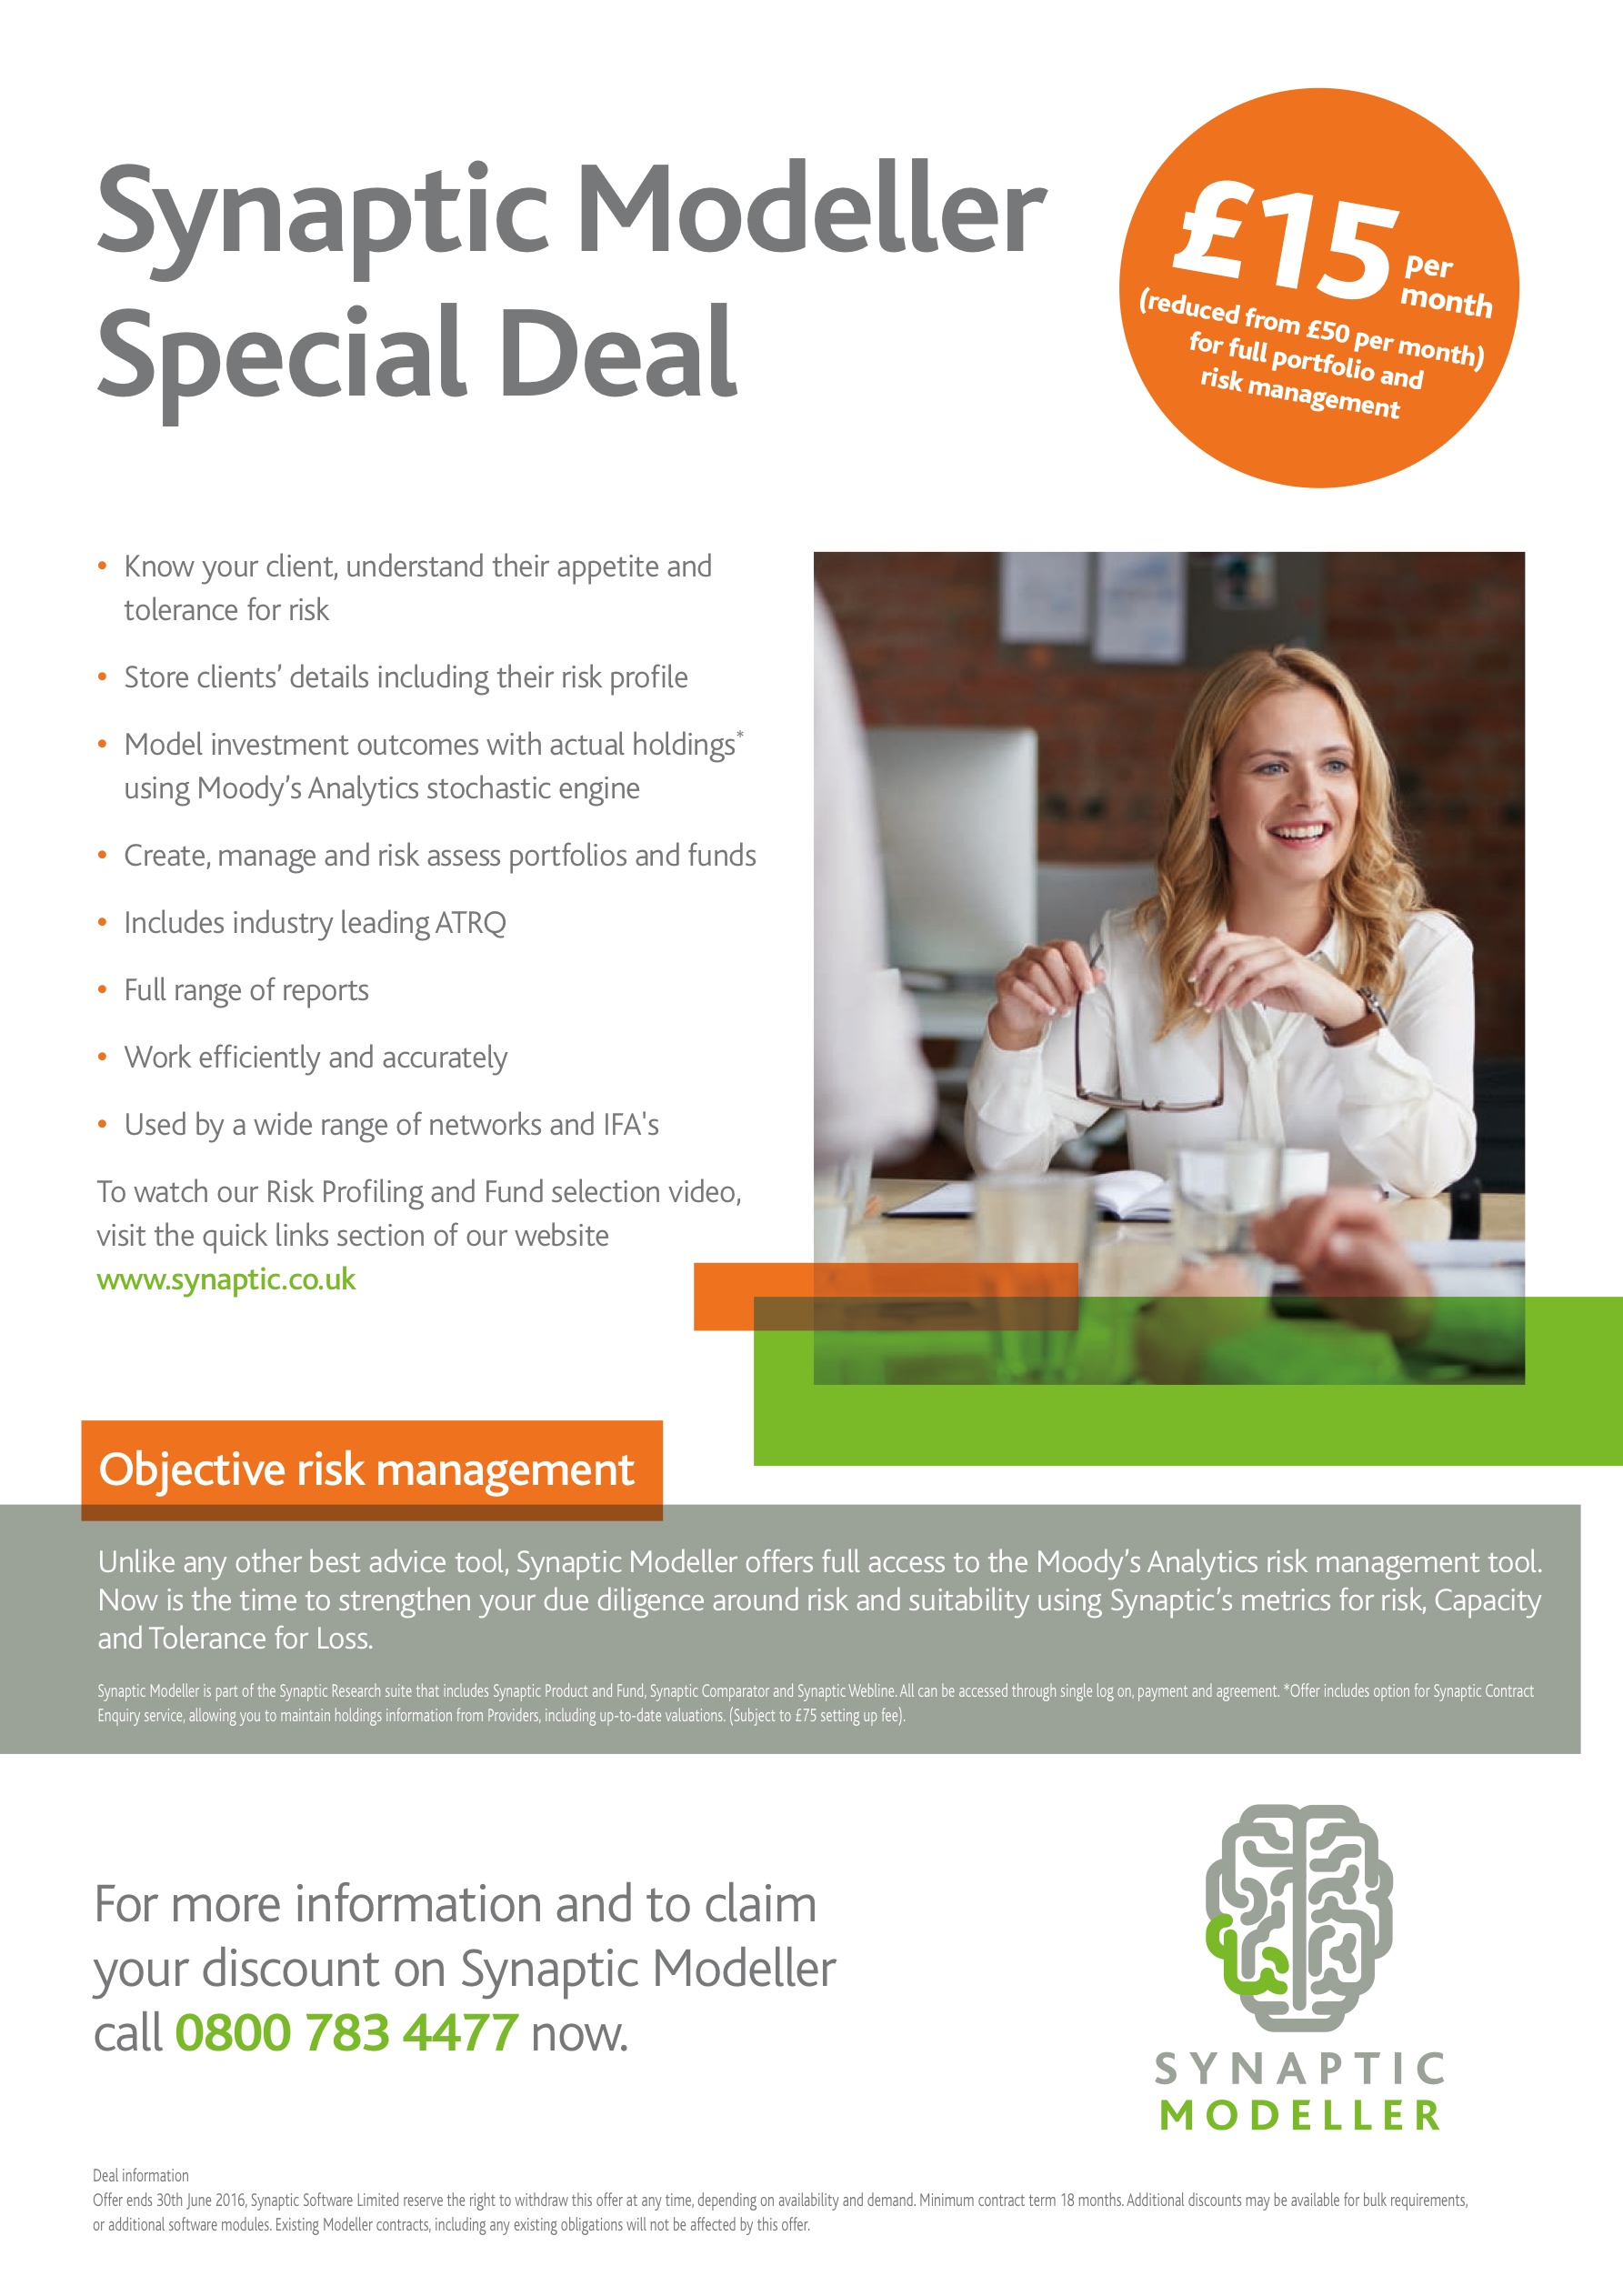 Synaptic Modeller
Special Deal
£15 per
month
(reduced from £50 per month)
for full portfolio and
risk management
• Know your client, understand their appetite and
tolerance for risk
• Store clients’ details including their risk profile
• Model investment outcomes with actual holdings*
using Moody’s Analytics stochastic engine
• Create, manage and risk assess portfolios and funds
• Includes industry leading ATRQ
• Full range of reports
• Work efficiently and accurately
• Used by a wide range of networks and IFA's
To watch our Risk Profiling and Fund selection video,
visit the quick links section of our website
www.synaptic.co.uk
Objective risk management
Unlike any other best advice tool, Synaptic Modeller offers full access to the Moody’s Analytics risk management tool.
Now is the time to strengthen your due diligence around risk and suitability using Synaptic’s metrics for risk, Capacity
and Tolerance for Loss.
Synaptic Modeller is part of the Synaptic Research suite that includes Synaptic Product and Fund, Synaptic Comparator and Synaptic Webline. All can be accessed through single log on, payment and agreement. *Offer includes option for Synaptic Contract
Enquiry service, allowing you to maintain holdings information from Providers, including up-to-date valuations. (Subject to £75 setting up fee).
For more information and to claim
your discount on Synaptic Modeller
call 0800 783 4477 now.
SYNAPTIC
MODELLER
Deal information
Offer ends 30th June 2016, Synaptic Software Limited reserve the right to withdraw this offer at any time, depending on availability and demand. Minimum contract term 18 months. Additional discounts may be available for bulk requirements,
or additional software modules. Existing Modeller contracts, including any existing obligations will not be affected by this offer.